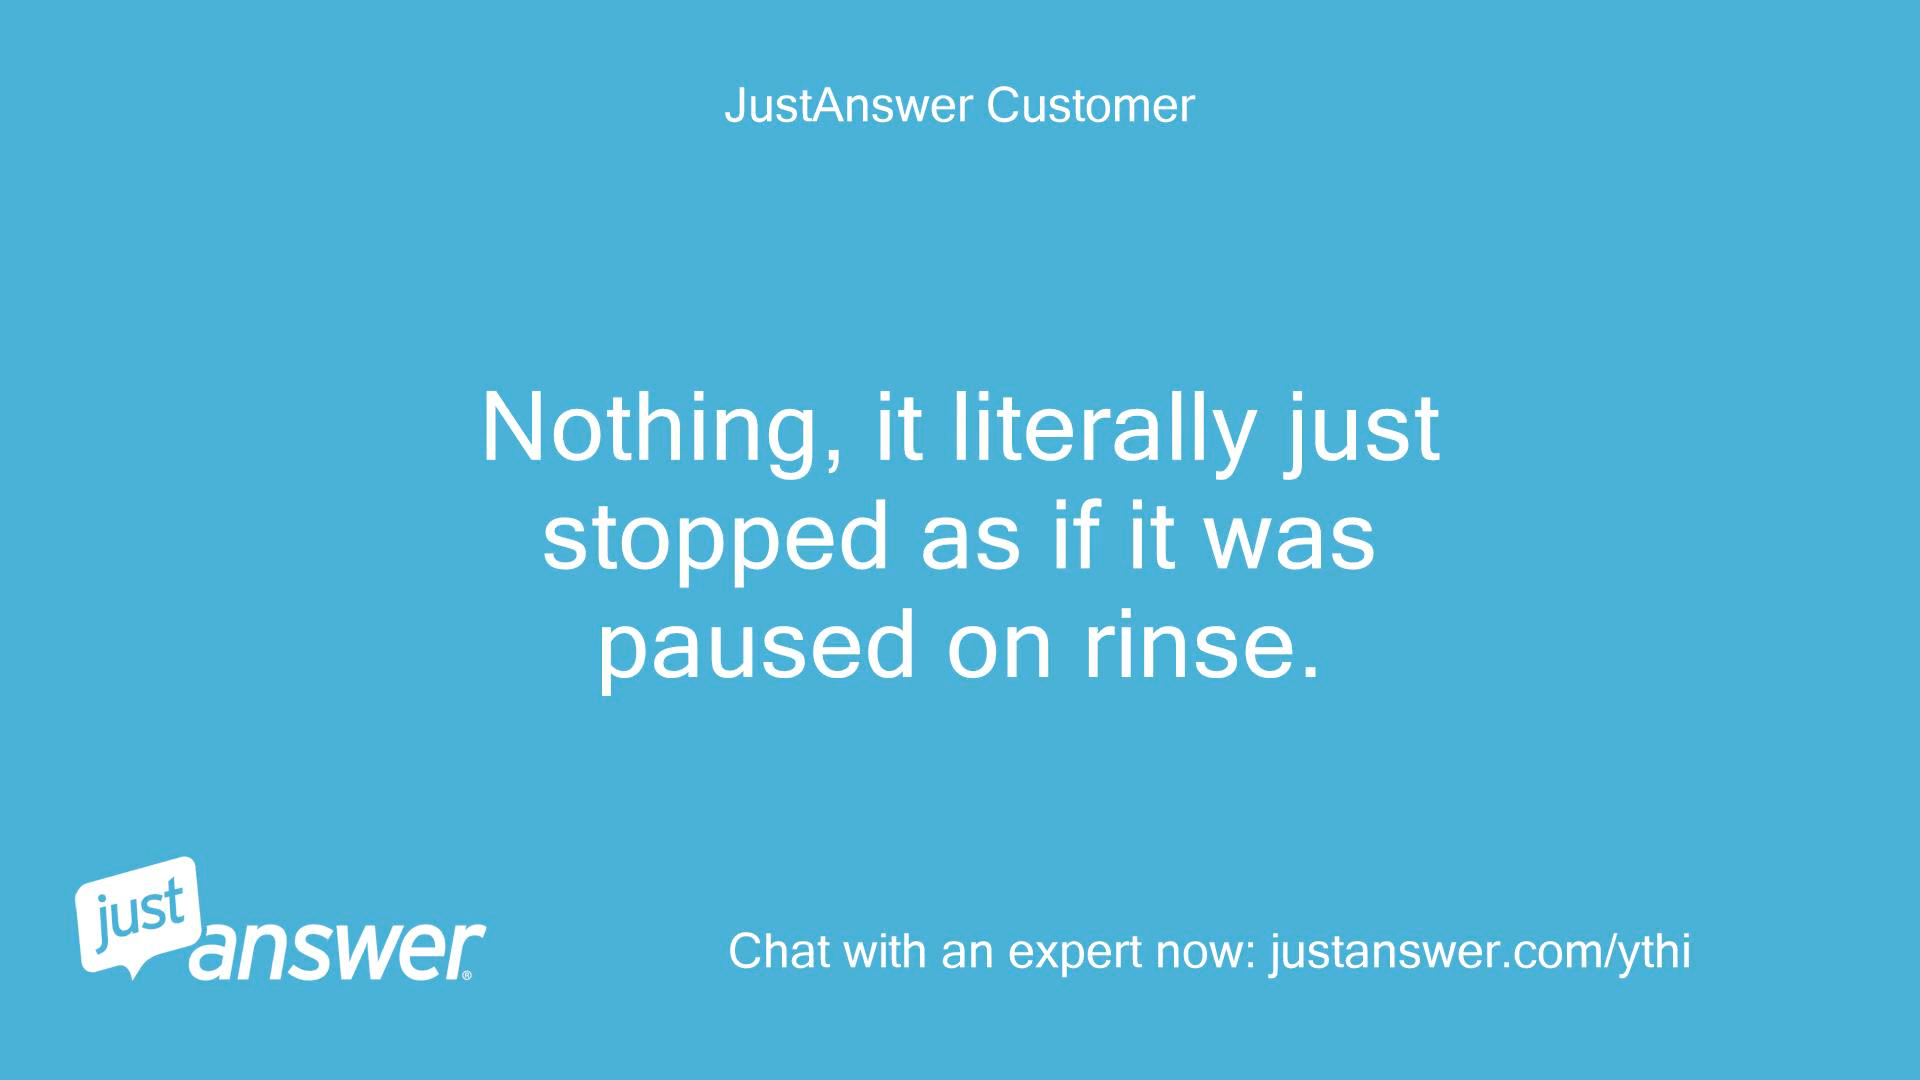 JustAnswer Customer
Nothing, it literally just
stopped as if it was
paused on rinse.
just
answer®
Chat with an expert now: justanswer.com/ythi